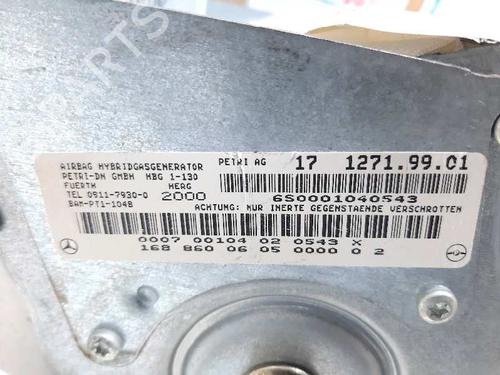 PARTS
AIRBAG HYBRIDGASGENERATOR
PETRI-DN GMBH HBG 1-130
FUERTH HERG
TEL 0911-7930-0 2000
BAM-PT1-1048
PETRI AG 17 1271.99.01
6S0001040543
ACHTUNG: NUR INERTE GEGENSTAENDE VERSCHROTTEN
0007 00104 02 0543 X
168 860 06 05 0000 0 2